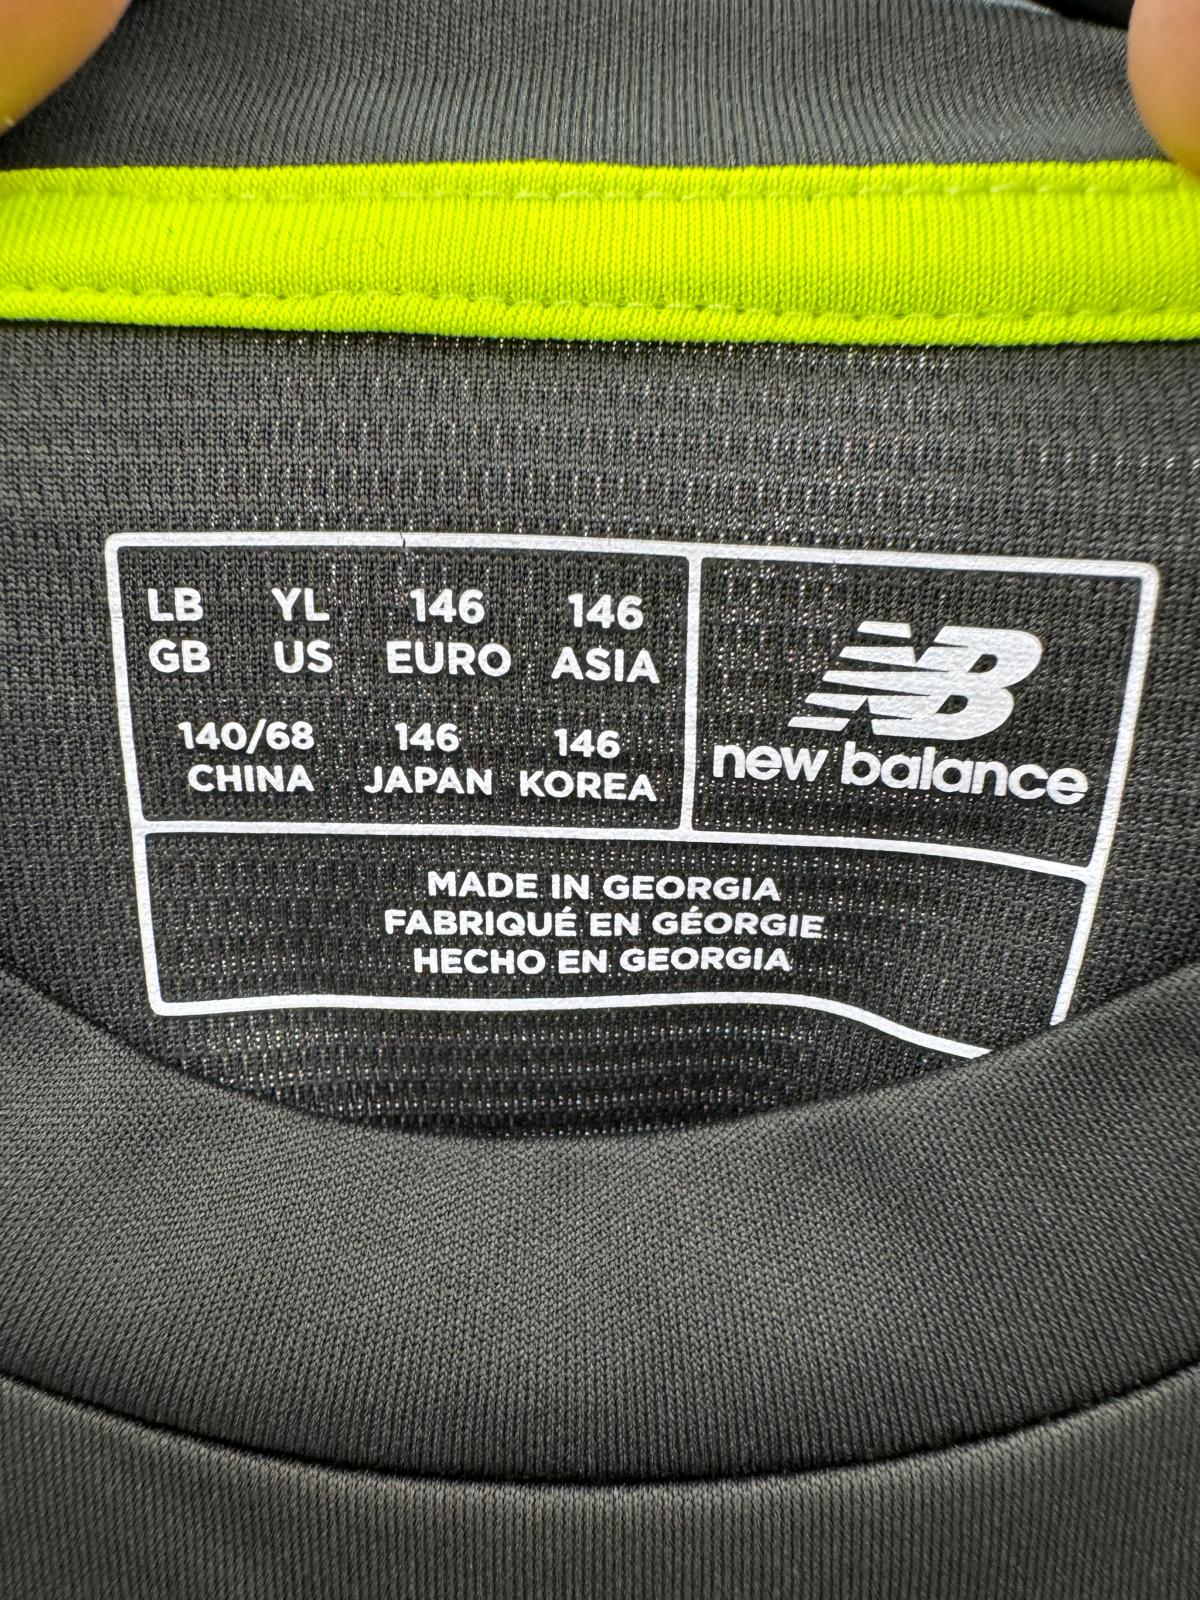 LB YL 146 146
GB US EURO ASIA
140/68 146 146
CHINA JAPAN KOREA
NB
new balance
MADE IN GEORGIA
FABRIQUÉ EN GÉORGIE
HECHO EN GEORGIA